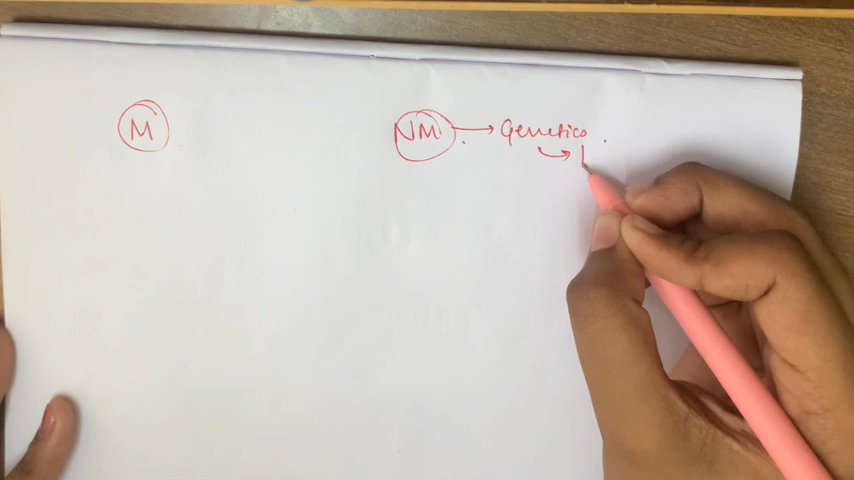 M NM. → Genetics.
↪